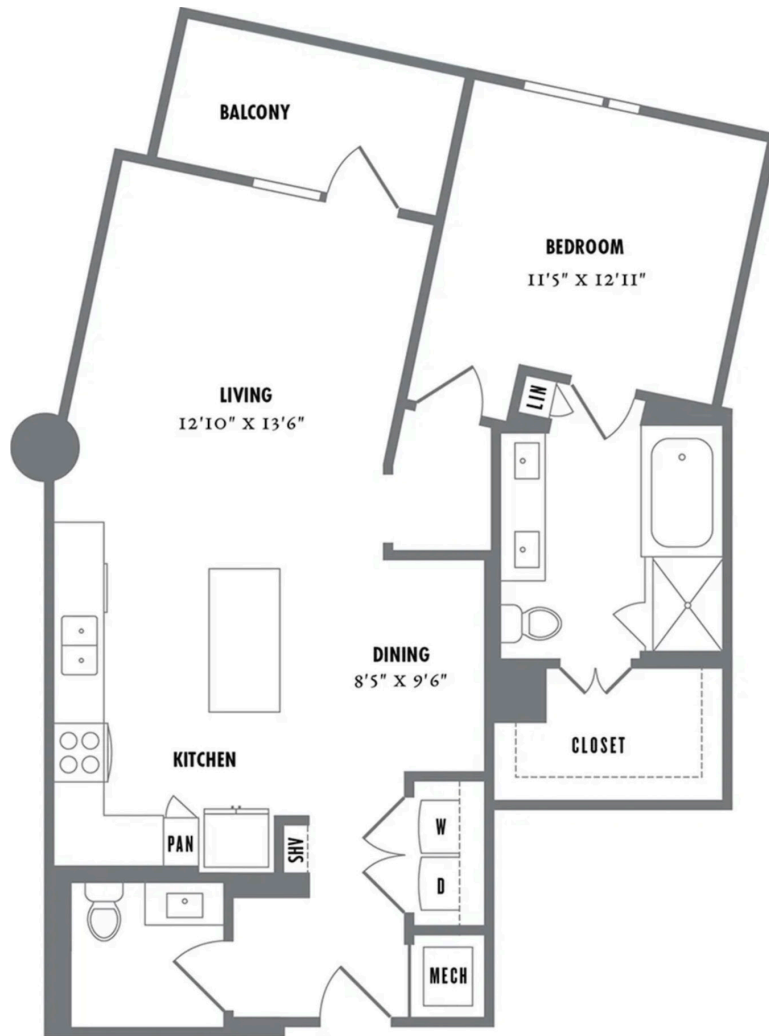 BALCONY
BEDROOM
11'5" X 12'11"
LIVING
12'10" X 13'6"
LIN
DINING
8'5" X 9'6"
KITCHEN
CLOSET
PAN
SHV
W
D
MECH